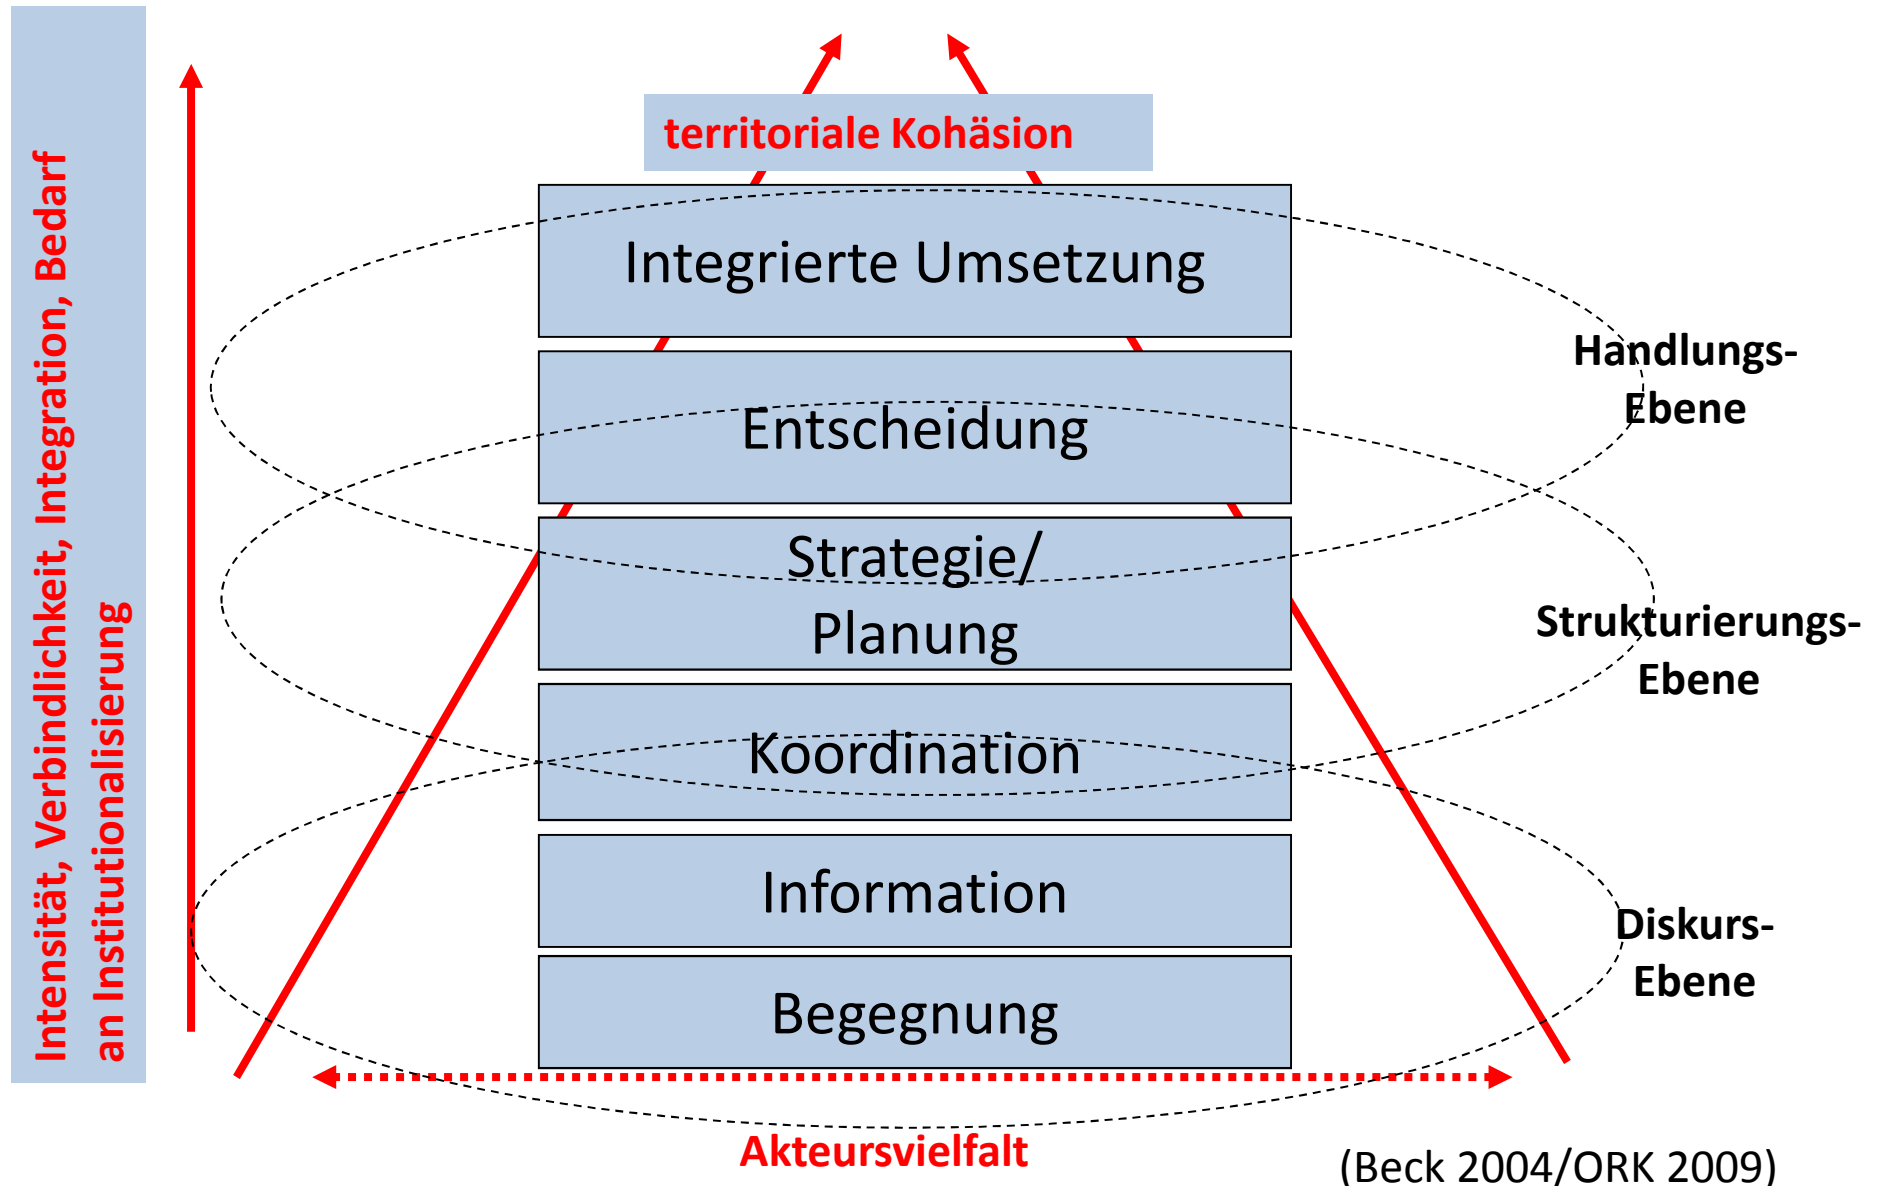 Intensität, Verbindlichkeit, Integration, Bedarf
an Institutionalisierung
territoriale Kohäsion
Integrierte Umsetzung
Handlungs-
Ebene
Entscheidung
Strategie/
Planung
Strukturierungs-
Ebene
Koordination
Information
Diskurs-
Ebene
Begegnung
Akteursvielfalt
(Beck 2004/ORK 2009)